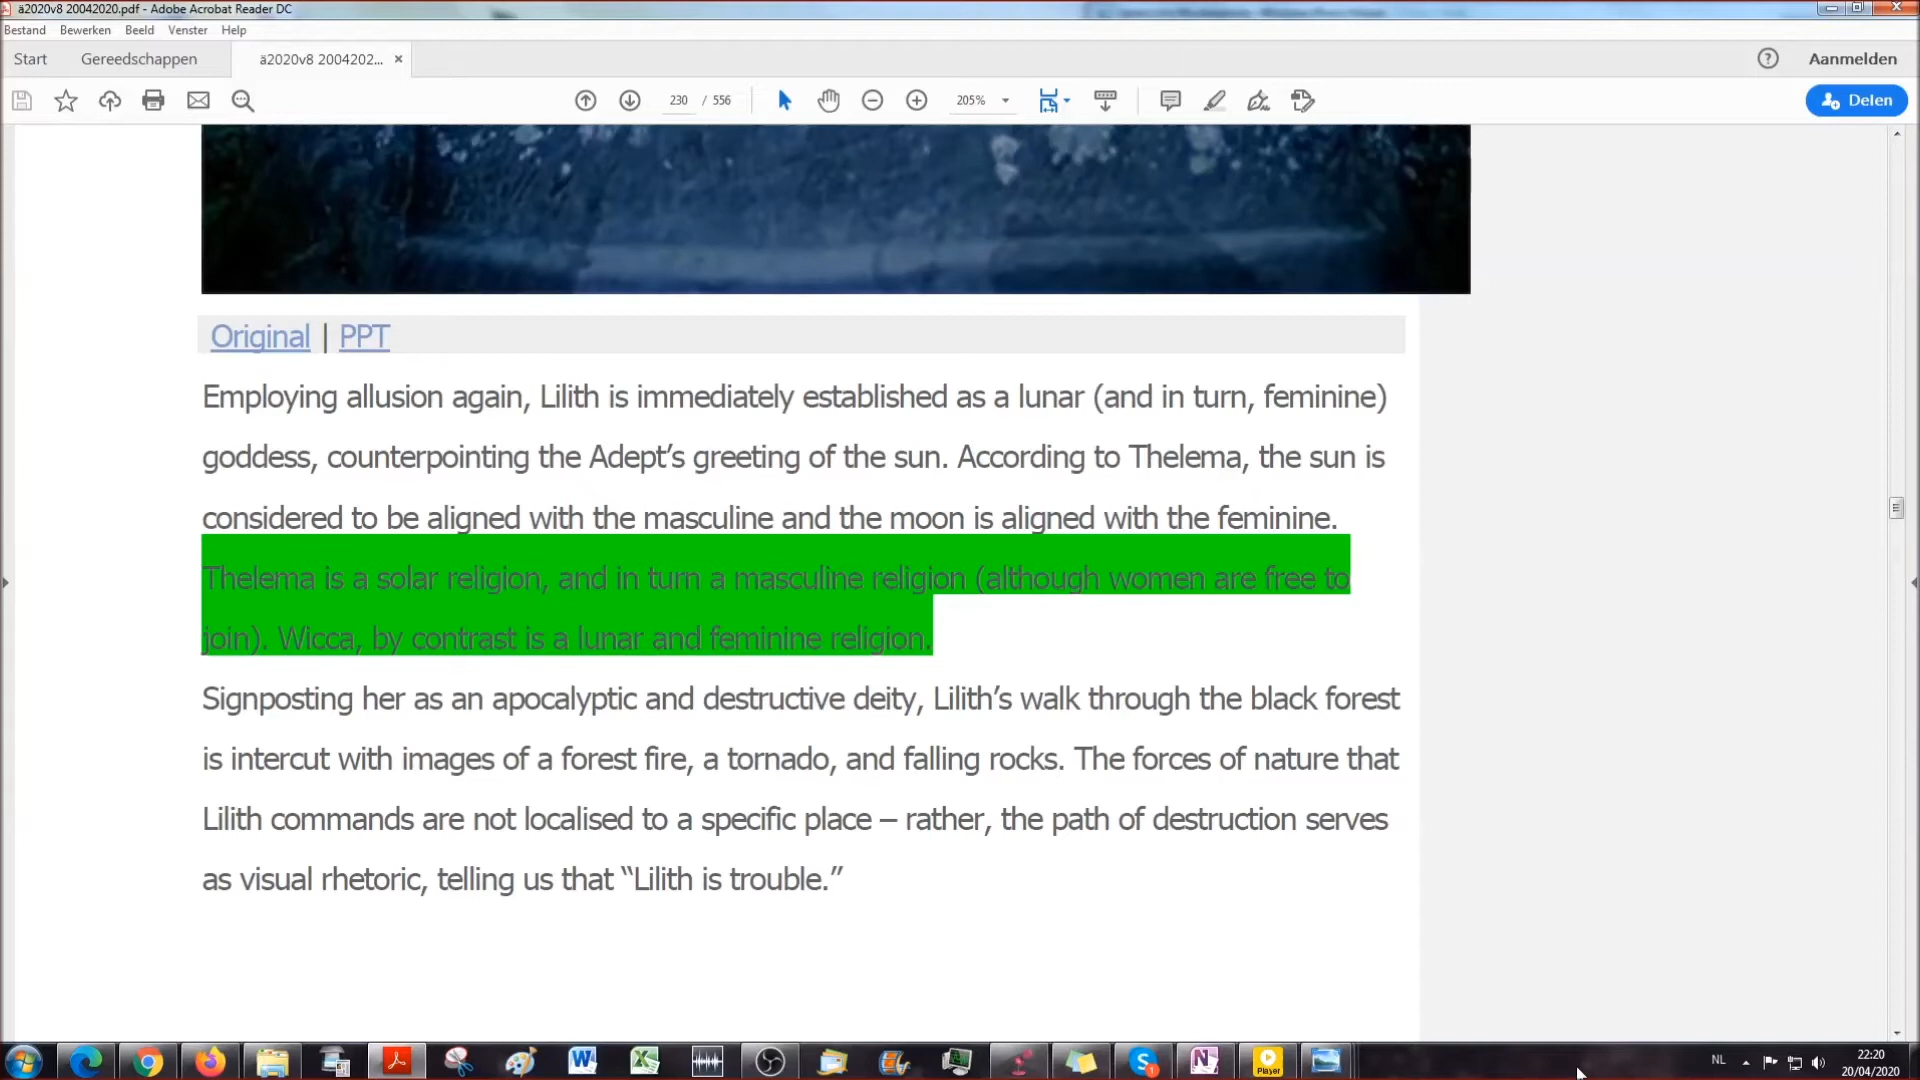 ä2020v8 20042020.pdf - Adobe Acrobat Reader DC
Bestand Bewerken Beeld Venster Help
Start Gereedschappen ä2020v8 2004202... × Aanmelden
230 / 556 205% Delen
Original | PPT
Employing allusion again, Lilith is immediately established as a lunar (and in turn, feminine)
goddess, counterpointing the Adept’s greeting of the sun. According to Thelema, the sun is
considered to be aligned with the masculine and the moon is aligned with the feminine.
Thelema is a solar religion, and in turn a masculine religion (although women are free to
join). Wicca, by contrast is a lunar and feminine religion.
Signposting her as an apocalyptic and destructive deity, Lilith’s walk through the black forest
is intercut with images of a forest fire, a tornado, and falling rocks. The forces of nature that
Lilith commands are not localised to a specific place – rather, the path of destruction serves
as visual rhetoric, telling us that “Lilith is trouble.”
Player
NL
22:20
20/04/2020